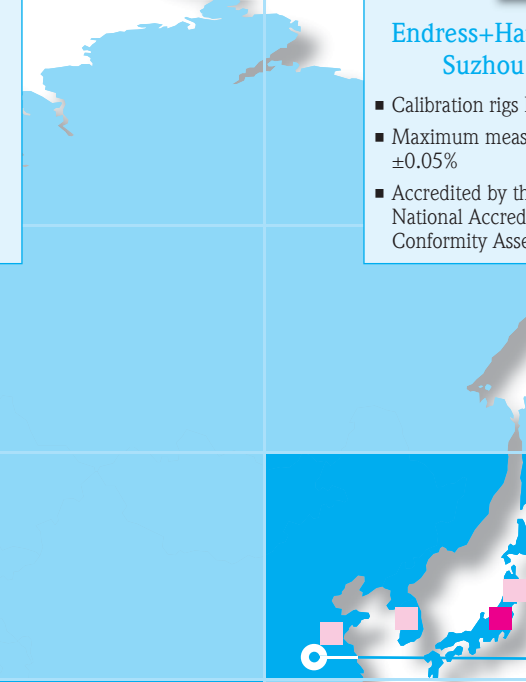 Endress+Ha
Suzhou
■ Calibration rigs
■ Maximum meas
±0.05%
■ Accredited by th
National Accred
Conformity Asse